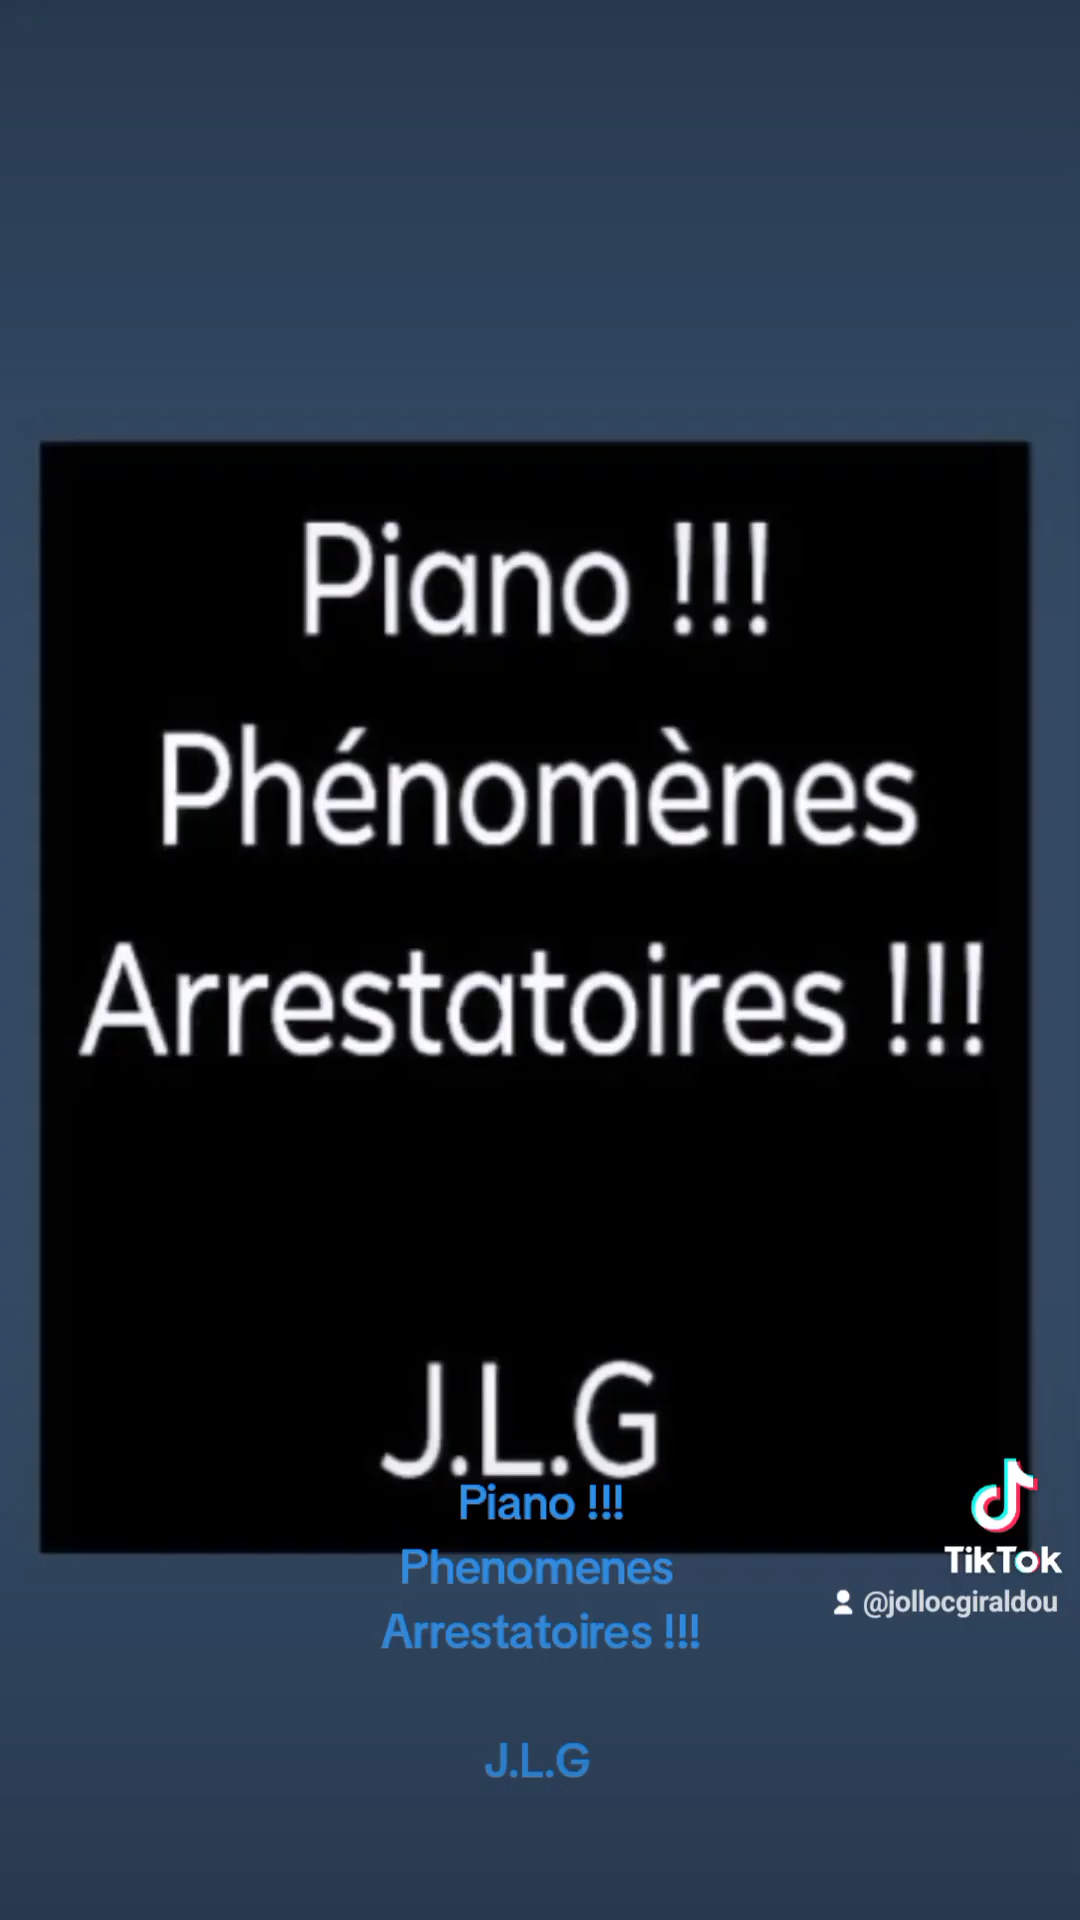 Piano !!!
Phénomènes
Arrestatoires !!!
J.L.G
Piano !!!
Phenomenes
Arrestatoires !!!
J.L.G
TikTok
@jollocgiraldou